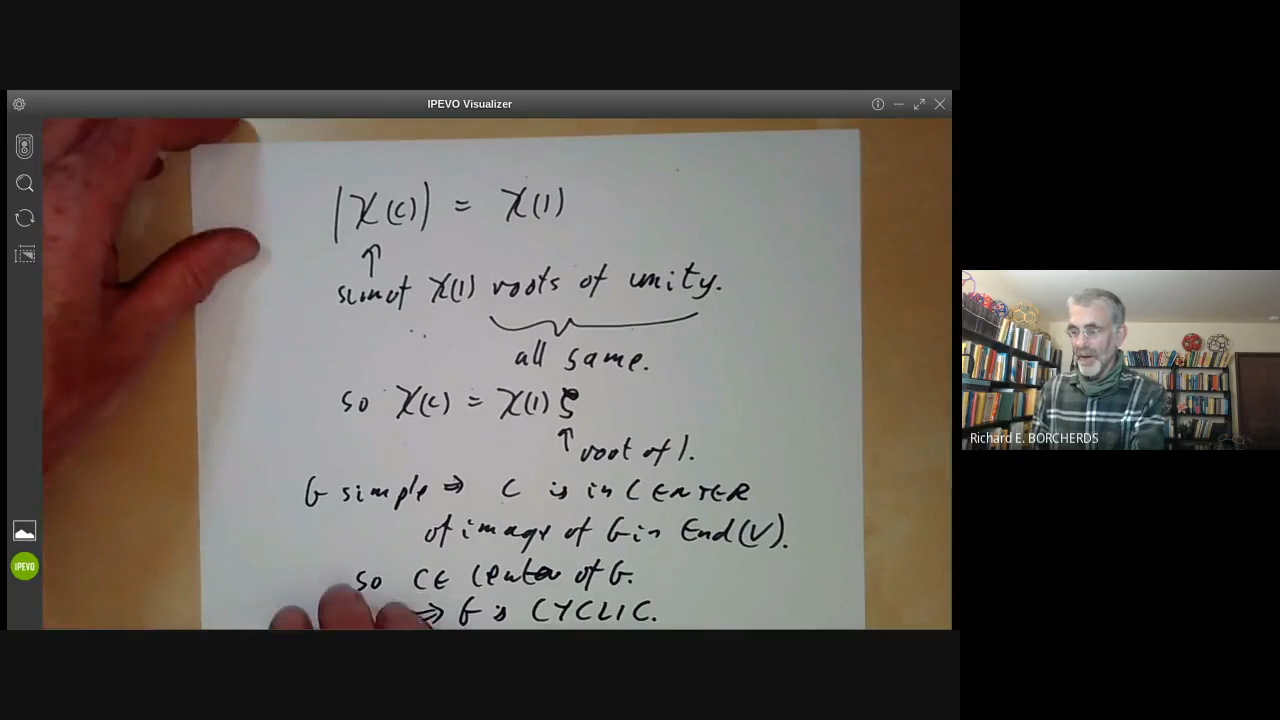 IPEVO Visualizer
|χ(c)| = χ(1)
↑
sum of χ(1) roots of unity.
all same.
so χ(c) = χ(1) ζ
↑ root of 1.
G simple ⇒ c is in CENTER
of image of G in End(V).
so c ∈ center of G.
⇒ G is CYCLIC.
Richard E. BORCHERDS
IPEVO